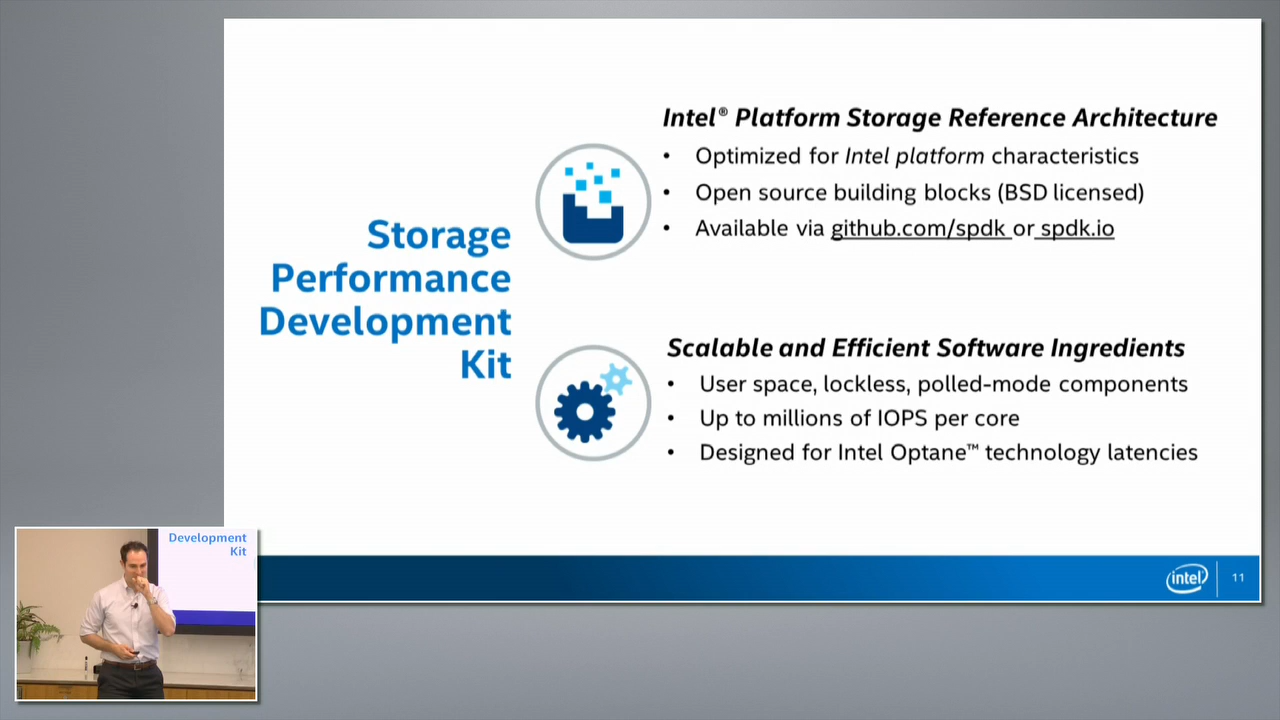 Storage
Performance
Development
Kit
Intel® Platform Storage Reference Architecture
• Optimized for Intel platform characteristics
• Open source building blocks (BSD licensed)
• Available via github.com/spdk or spdk.io
Scalable and Efficient Software Ingredients
• User space, lockless, polled-mode components
• Up to millions of IOPS per core
• Designed for Intel Optane™ technology latencies
intel
11
Development
Kit